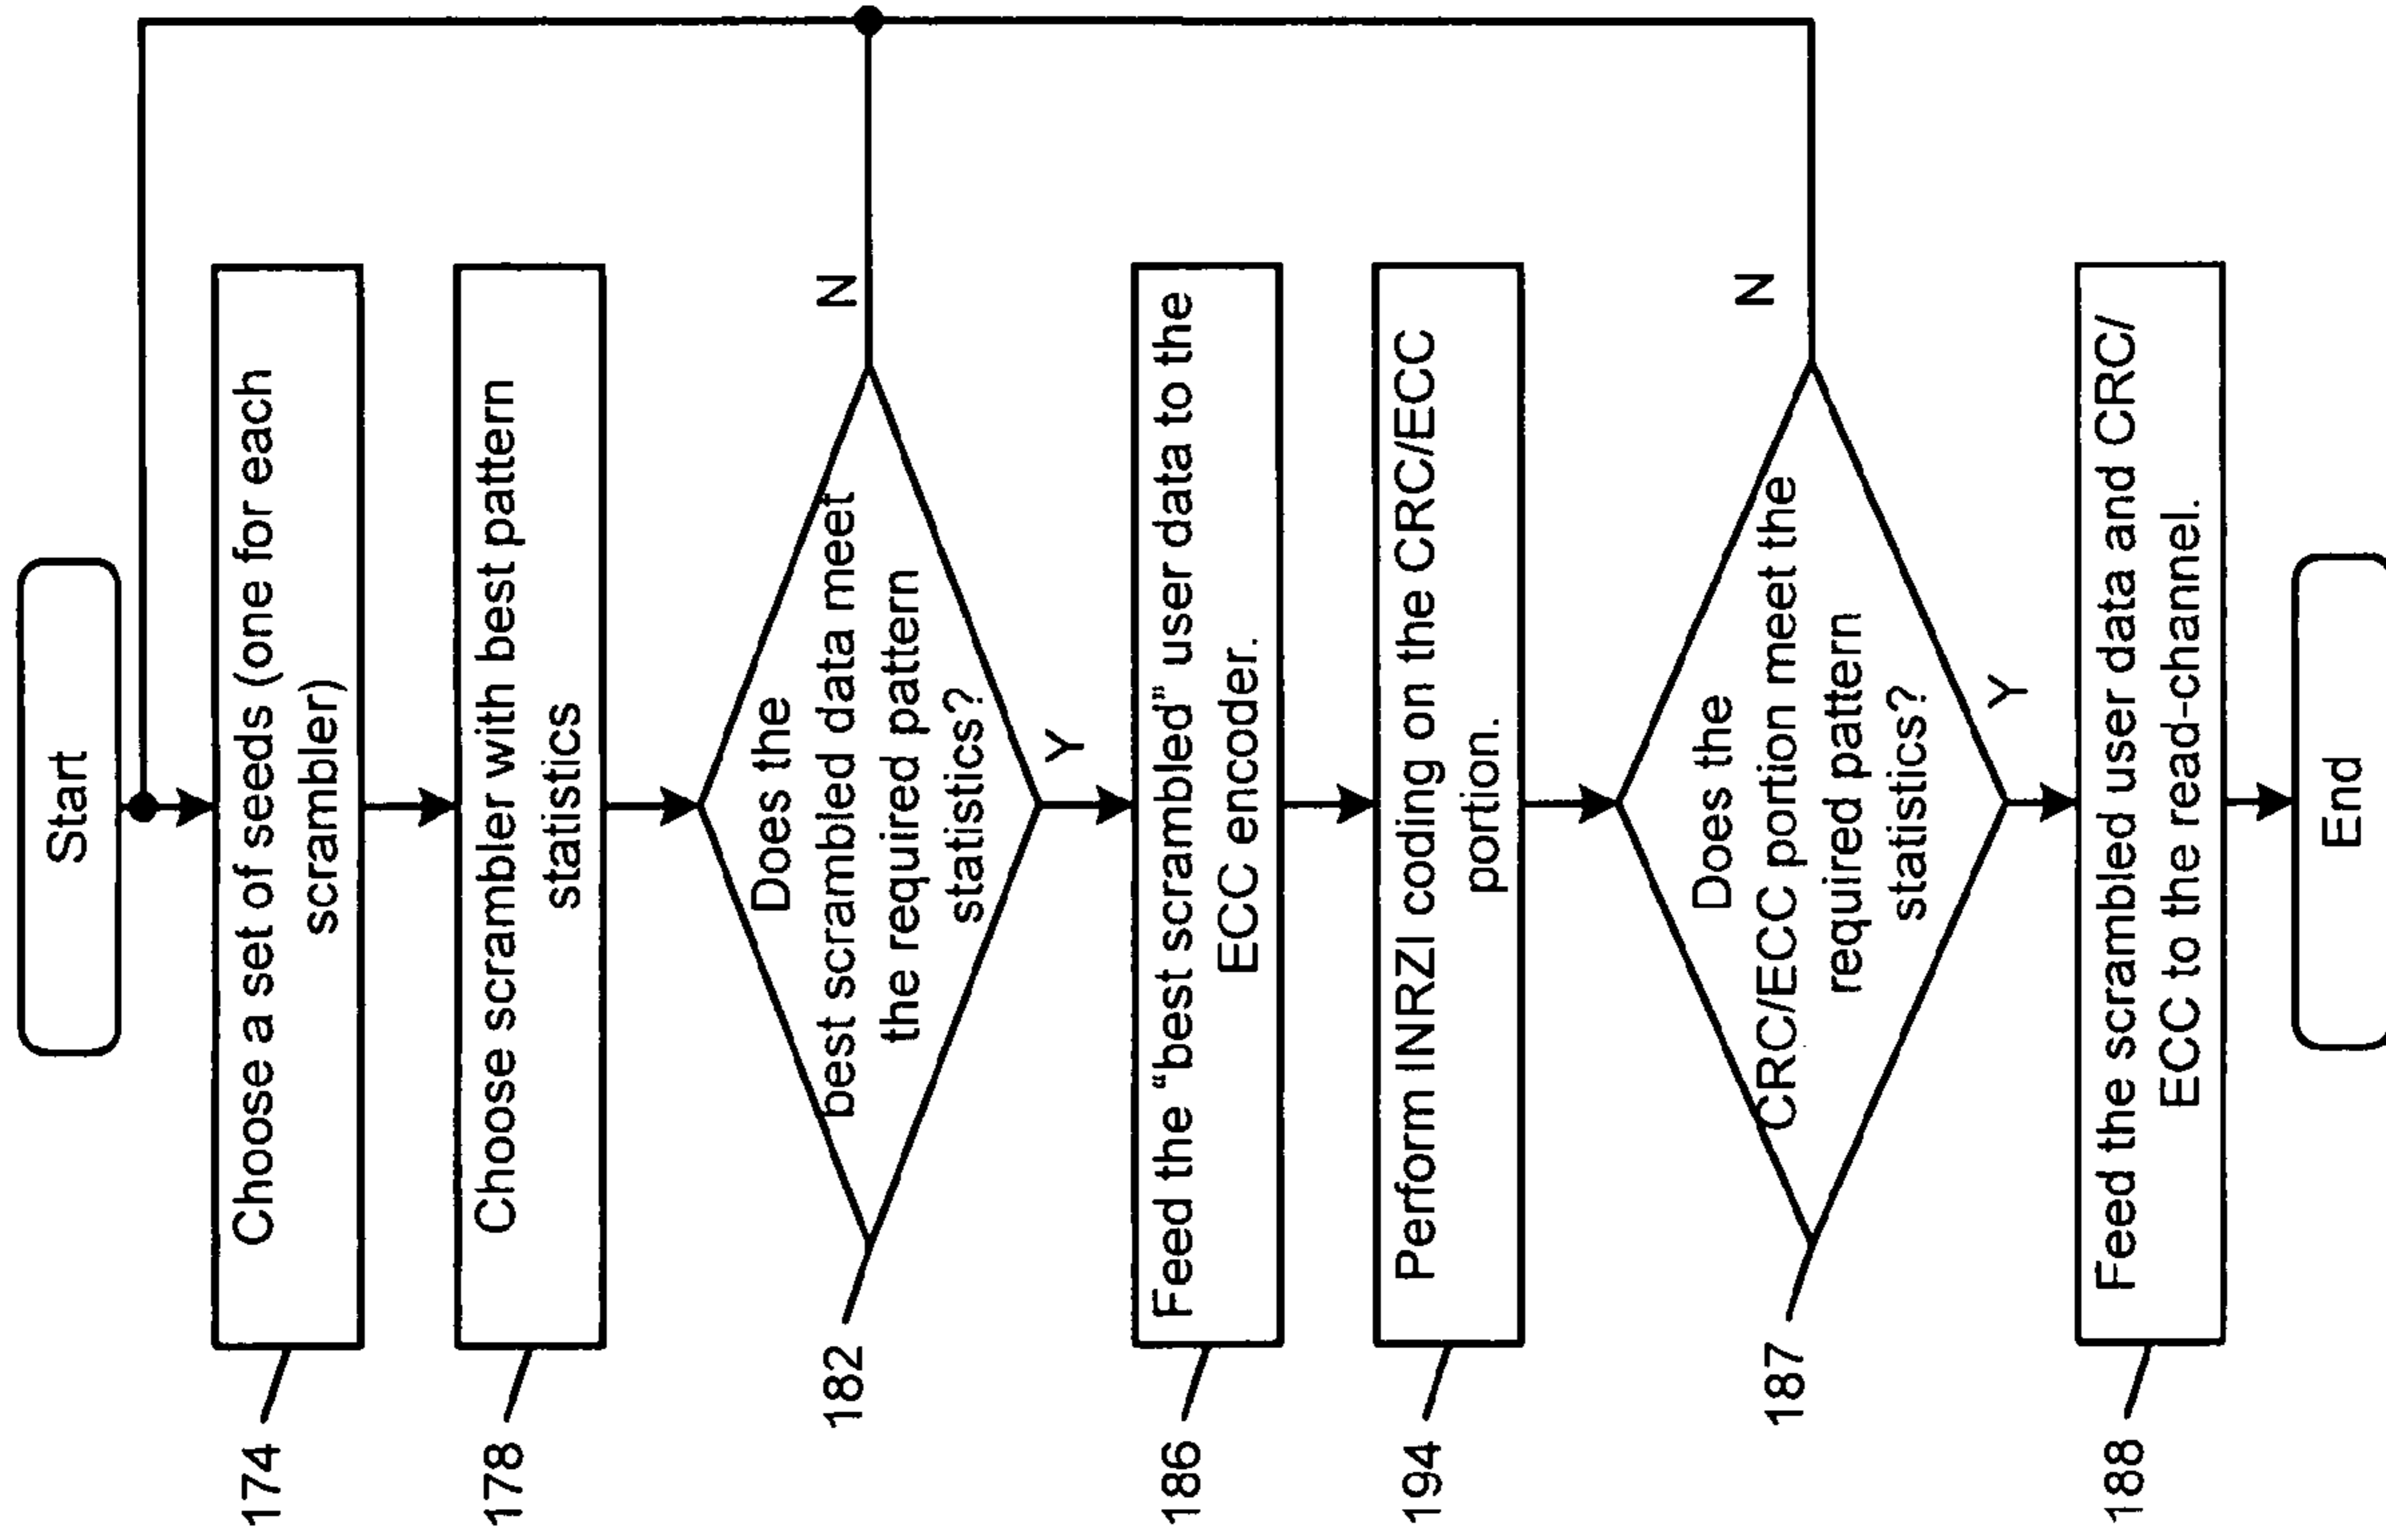 Start
174
Choose a set of seeds (one for each
scrambler)
178
Choose scrambler with best pattern
statistics
182
Does the
best scrambled data meet
the required pattern
statistics?
N
Y
186
Feed the “best scrambled” user data to the
ECC encoder.
194
Perform INRZI coding on the CRC/ECC
portion.
187
Does the
CRC/ECC portion meet the
required pattern
statistics?
N
Y
188
Feed the scrambled user data and CRC/
ECC to the read-channel.
End